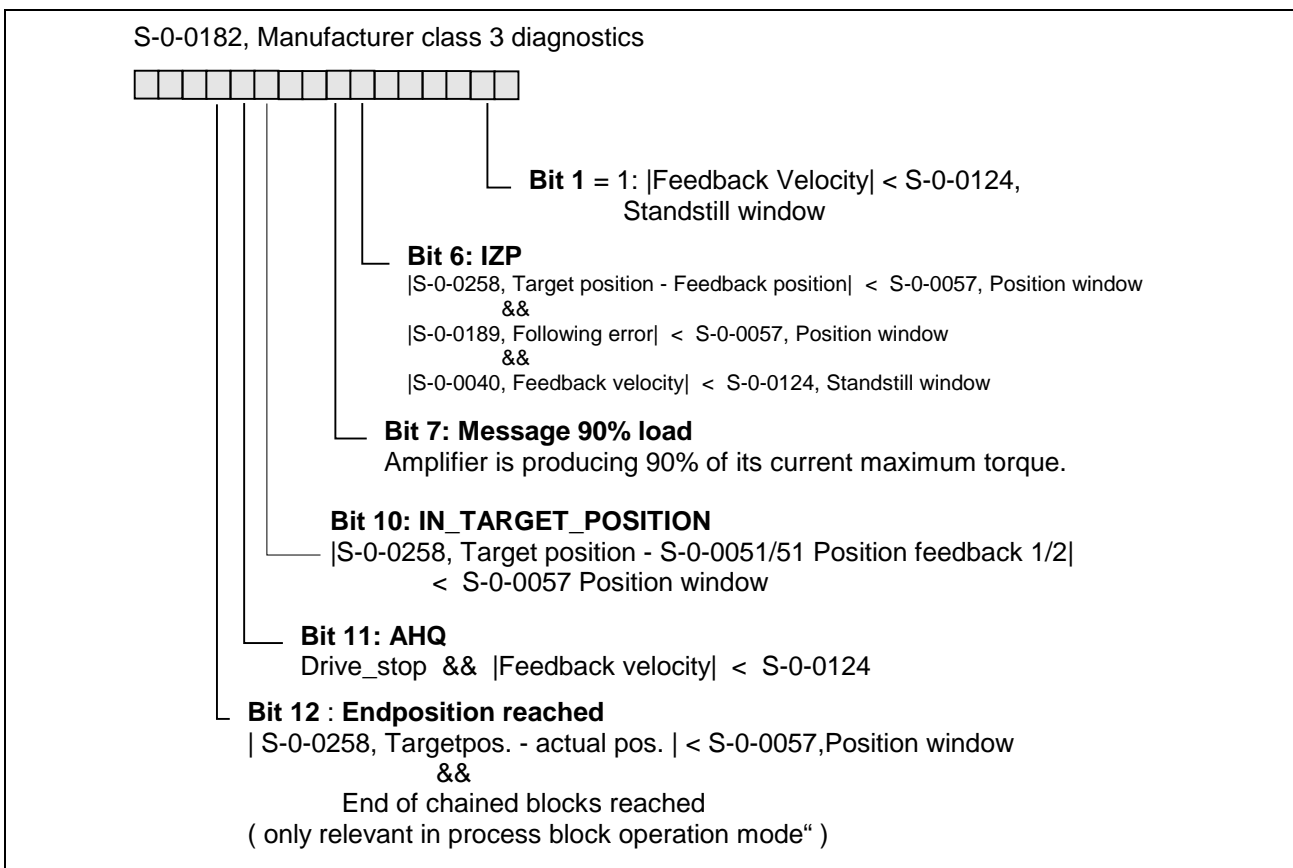 S-0-0182, Manufacturer class 3 diagnostics
Bit 1 = 1: |Feedback Velocity| < S-0-0124,
Standstill window
Bit 6: IZP
|S-0-0258, Target position - Feedback position| < S-0-0057, Position window
&&
|S-0-0189, Following error| < S-0-0057, Position window
&&
|S-0-0040, Feedback velocity| < S-0-0124, Standstill window
Bit 7: Message 90% load
Amplifier is producing 90% of its current maximum torque.
Bit 10: IN_TARGET_POSITION
|S-0-0258, Target position - S-0-0051/51 Position feedback 1/2|
< S-0-0057 Position window
Bit 11: AHQ
Drive_stop && |Feedback velocity| < S-0-0124
Bit 12 : Endposition reached
| S-0-0258, Targetpos. - actual pos. | < S-0-0057,Position window
&&
End of chained blocks reached
( only relevant in process block operation mode“ )